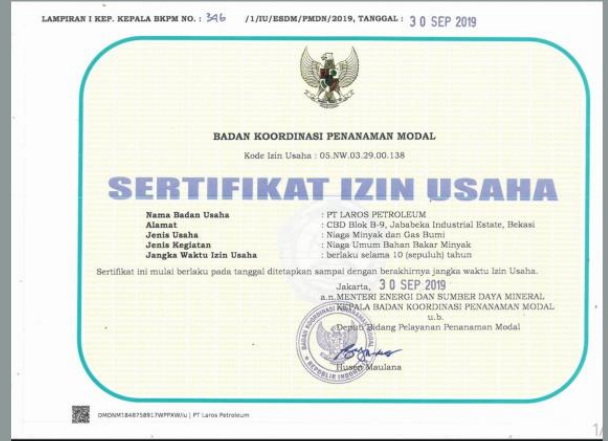 LAMPIRAN I KEP. KEPALA BKPM NO. : 346 /1/IU/ESDM/PMDN/2019, TANGGAL : 30 SEP 2019
BADAN KOORDINASI PENANAMAN MODAL
Kode Izin Usaha : 05.NW.03.29.00.138
SERTIFIKAT IZIN USAHA
Nama Badan Usaha : PT LAROS PETROLEUM
Alamat : CBD Blok B-9, Jababeka Industrial Estate, Bekasi
Jenis Usaha : Niaga Minyak dan Gas Bumi
Jenis Kegiatan : Niaga Umum Bahan Bakar Minyak
Jangka Waktu Izin Usaha : berlaku selama 10 (sepuluh) tahun
Sertifikat ini mulai berlaku pada tanggal ditetapkan sampai dengan berakhirnya jangka waktu Izin Usaha.
Jakarta, 30 SEP 2019
a.n. MENTERI ENERGI DAN SUMBER DAYA MINERAL
KEPALA BADAN KOORDINASI PENANAMAN MODAL
u.b.
Deputi Bidang Pelayanan Penanaman Modal
Husen Maulana
| PT Laros Petroleum
1/